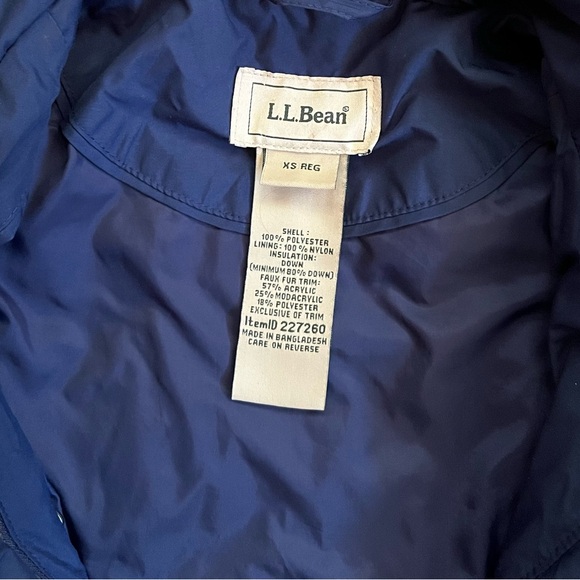 L.L.Bean®
XS REG
SHELL:
100% POLYESTER
LINING: 100% NYLON
INSULATION:
DOWN
(MINIMUM 80% DOWN)
FAUX FUR TRIM:
57% ACRYLIC
25% MODACRYLIC
18% POLYESTER
EXCLUSIVE OF TRIM
ItemID 227260
MADE IN BANGLADESH
CARE ON REVERSE